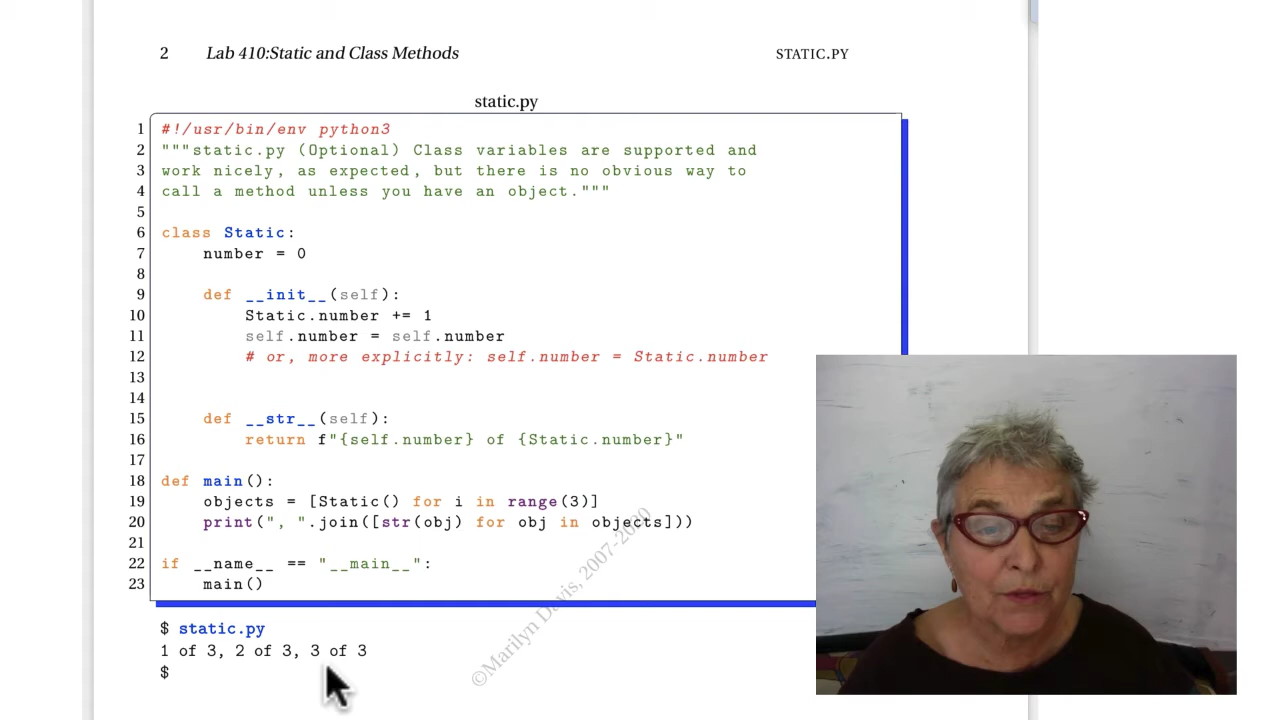 2 Lab 410:Static and Class Methods STATIC.PY
static.py
1 #!/usr/bin/env python3
2 """static.py (Optional) Class variables are supported and
3 work nicely, as expected, but there is no obvious way to
4 call a method unless you have an object."""
5
6 class Static:
7     number = 0
8
9     def __init__(self):
10         Static.number += 1
11         self.number = self.number
12         # or, more explicitly: self.number = Static.number
13
14
15     def __str__(self):
16         return f"{self.number} of {Static.number}"
17
18 def main():
19     objects = [Static() for i in range(3)]
20     print(", ".join([str(obj) for obj in objects]))
21
22 if __name__ == "__main__":
23     main()
$ static.py
1 of 3, 2 of 3, 3 of 3
$
©Marilyn Davis, 2007-2020